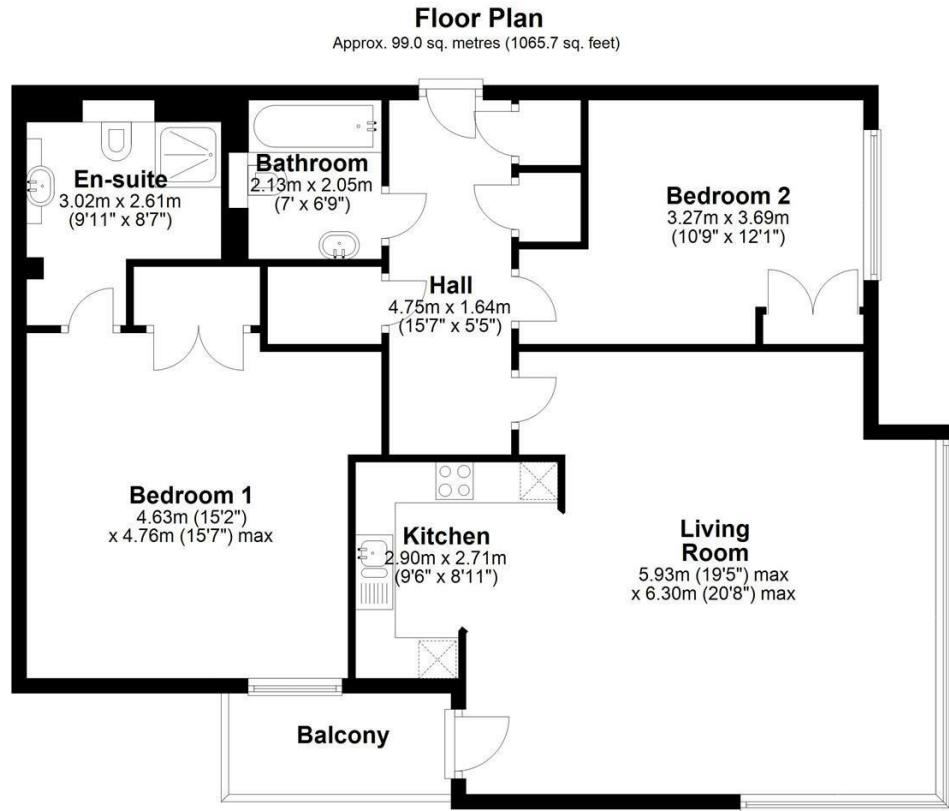 Floor Plan
Approx. 99.0 sq. metres (1065.7 sq. feet)
En-suite
3.02m x 2.61m
(9'11" x 8'7")
Bathroom
2.13m x 2.05m
(7' x 6'9")
Bedroom 2
3.27m x 3.69m
(10'9" x 12'1")
Hall
4.75m x 1.64m
(15'7" x 5'5")
Bedroom 1
4.63m (15'2")
x 4.76m (15'7") max
Kitchen
2.90m x 2.71m
(9'6" x 8'11")
Living
Room
5.93m (19'5") max
x 6.30m (20'8") max
Balcony